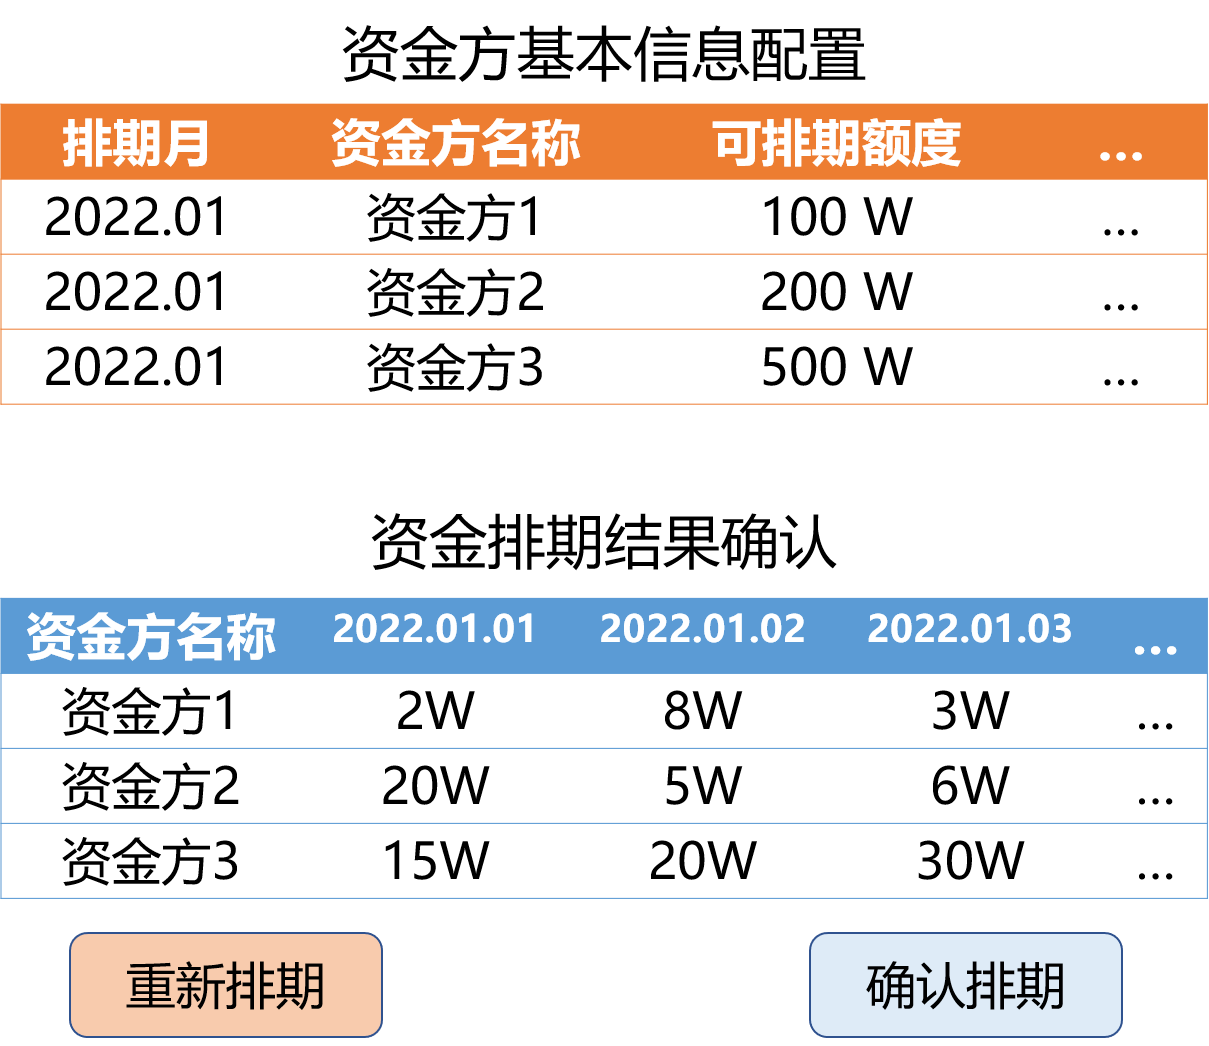 资金方基本信息配置
排期月 资金方名称 可排期额度 ...
2022.01 资金方1 100 W ...
2022.01 资金方2 200 W ...
2022.01 资金方3 500 W ...
资金排期结果确认
资金方名称 2022.01.01 2022.01.02 2022.01.03 ...
资金方1 2W 8W 3W ...
资金方2 20W 5W 6W ...
资金方3 15W 20W 30W ...
重新排期 确认排期